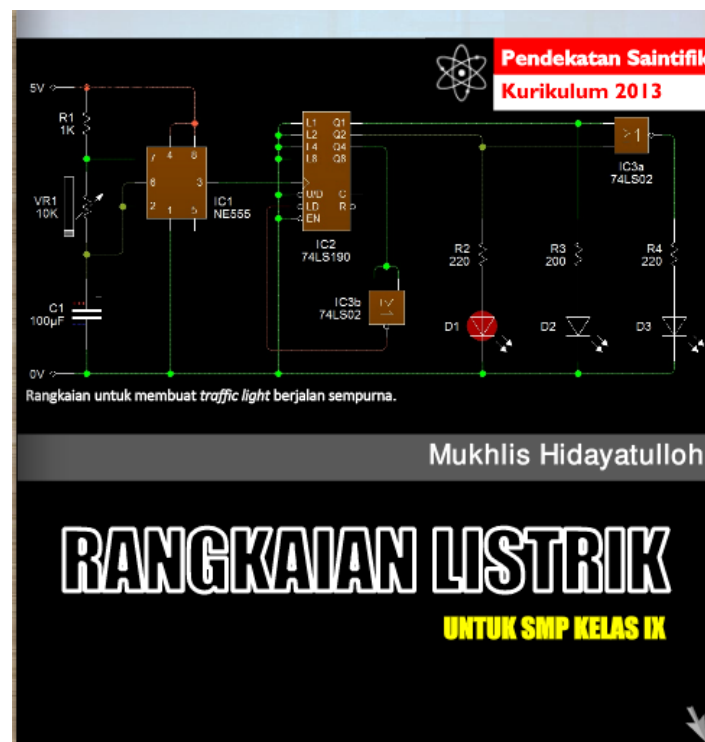 Pendekatan Saintifik
Kurikulum 2013
5V
R1
1K
VR1
10K
C1
100μF
0V
7 4 8
6 3
2 1 5
IC1
NE555
L1 Q1
L2 Q2
L4 Q4
L8 Q8
U/D C
LD R
EN
IC2
74LS190
IC3b
74LS02
≥1
IC3a
74LS02
R2
220
R3
200
R4
220
D1
D2
D3
Rangkaian untuk membuat traffic light berjalan sempurna.
Mukhlis Hidayatulloh
RANGKAIAN LISTRIK
UNTUK SMP KELAS IX